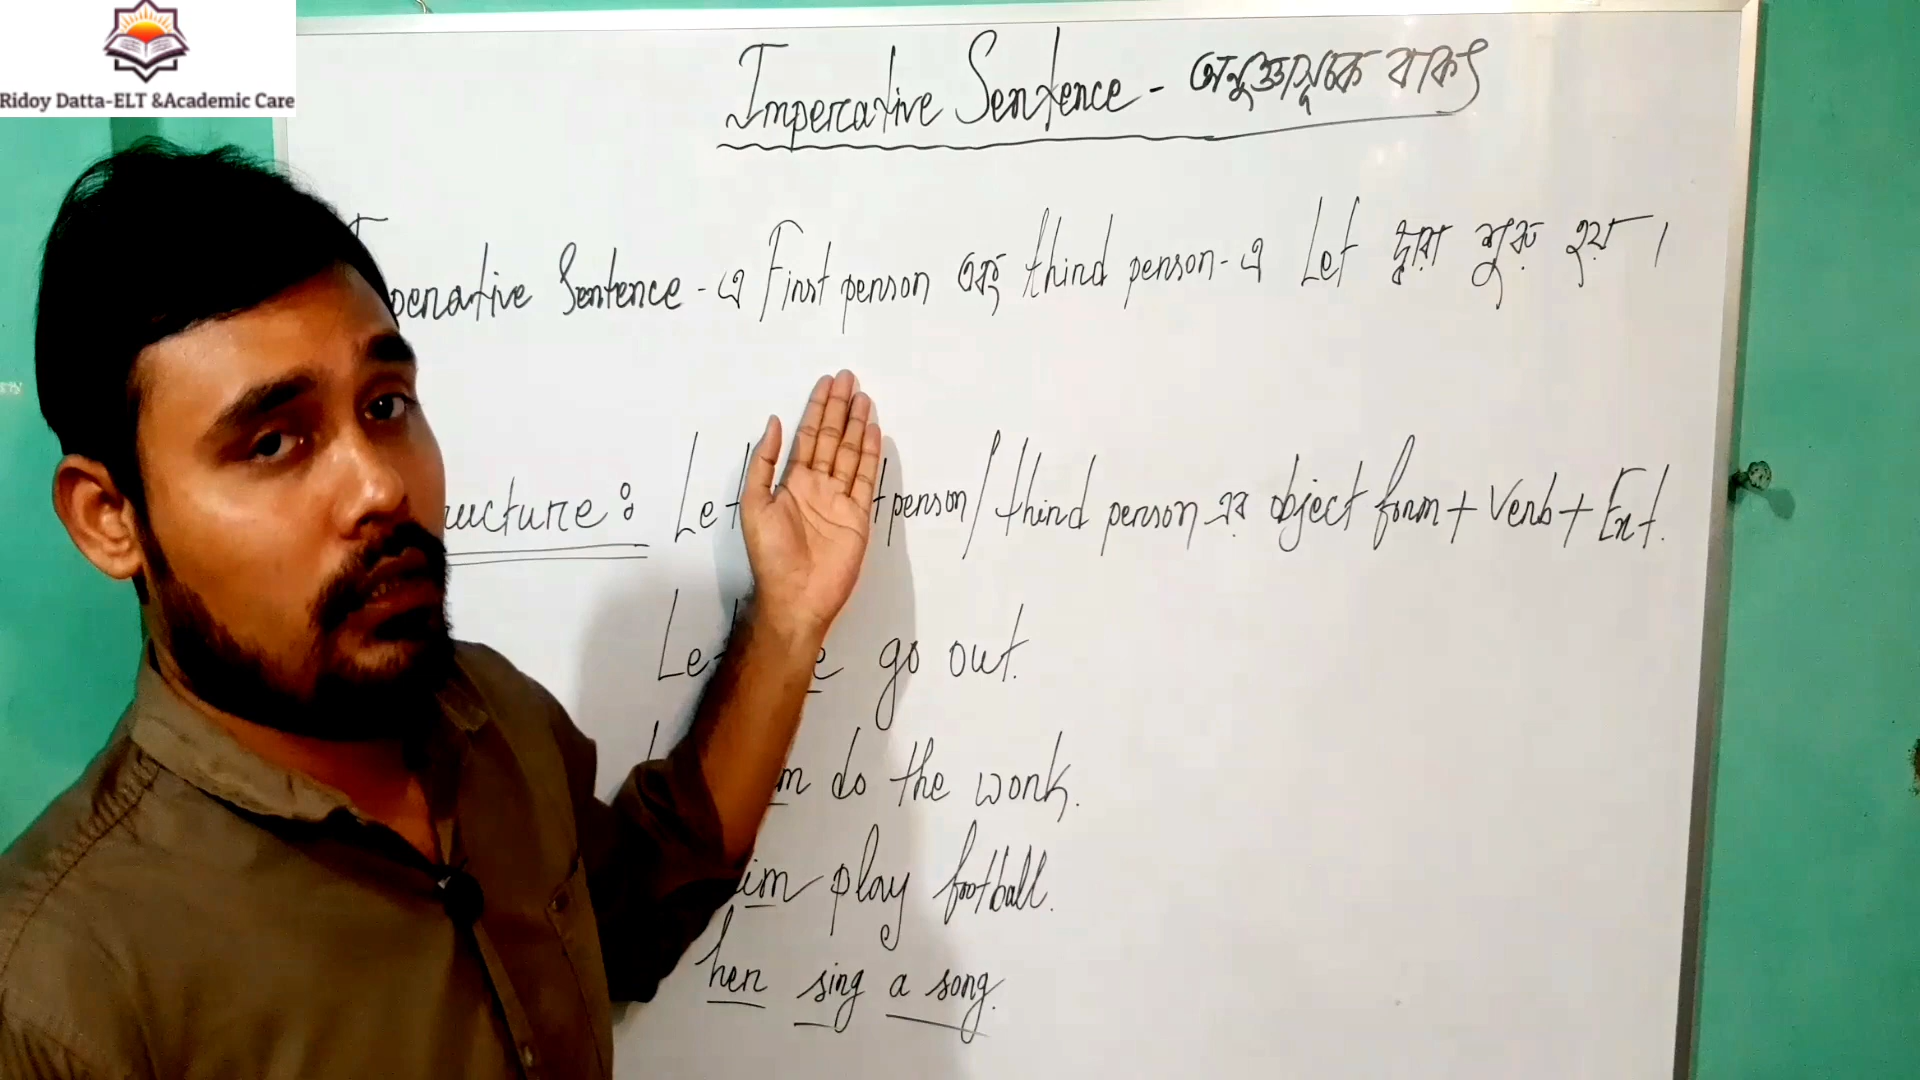 Ridoy Datta-ELT &Academic Care
Imperative Sentence - অনুজ্ঞাসূচক বাক্য
perative Sentence - এ First person এবং third person - এ Let দ্বারা শুরু হয়।
ucture : Let t person / third person এর object form + Verb + Ext.
Let e go out.
m do the work.
im play football.
her sing a song.